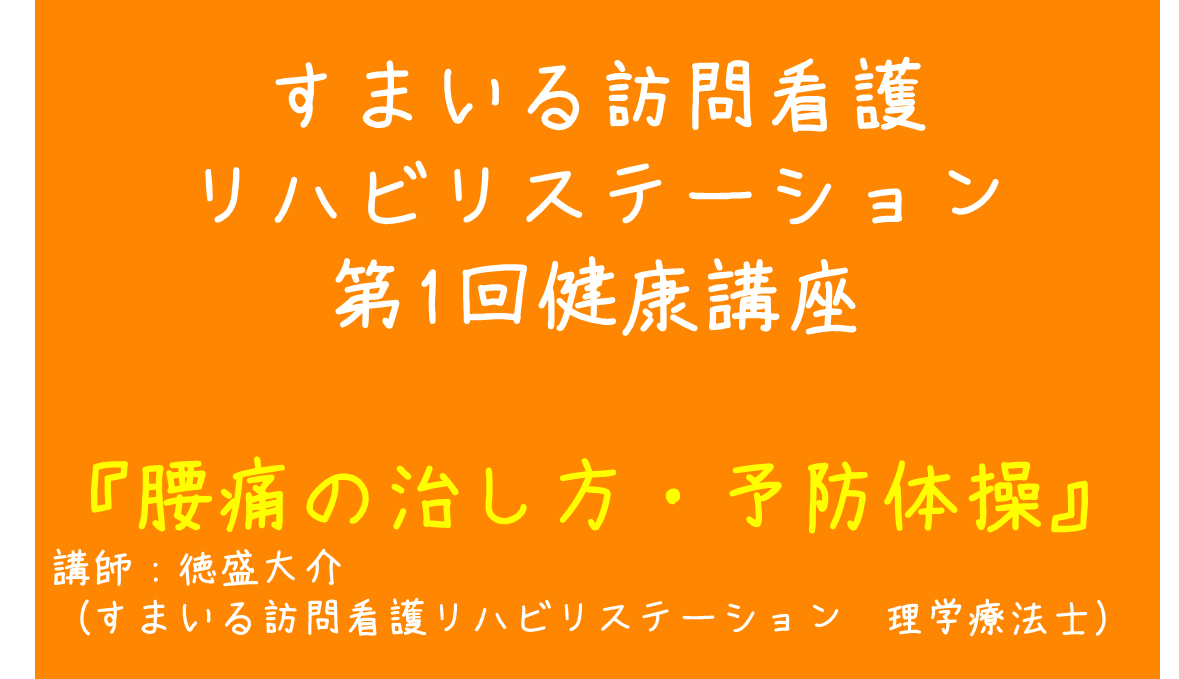 すまいる訪問看護
リハビリステーション
第1回健康講座
『腰痛の治し方・予防体操』
講師：徳盛大介
（すまいる訪問看護リハビリステーション　理学療法士）